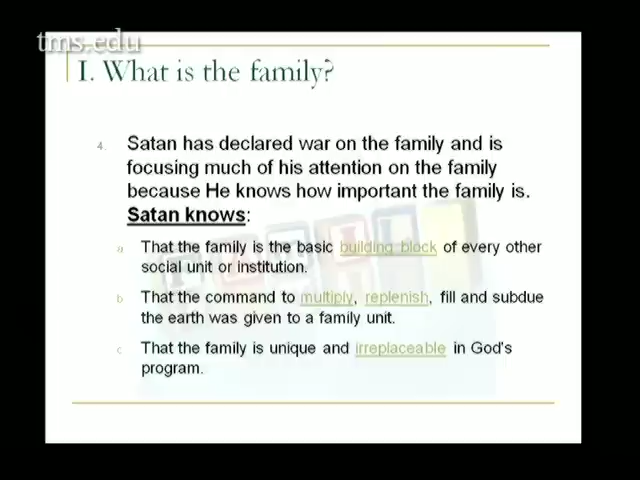 tms.edu
I. What is the family?
4. Satan has declared war on the family and is
focusing much of his attention on the family
because He knows how important the family is.
Satan knows:
a That the family is the basic building block of every other
social unit or institution.
b That the command to multiply, replenish, fill and subdue
the earth was given to a family unit.
c That the family is unique and irreplaceable in God's
program.